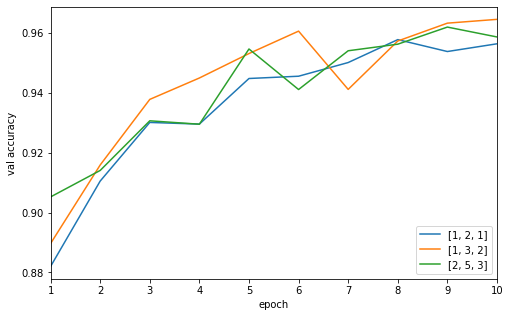 val accuracy
0.96
0.94
0.92
0.90
0.88
1 2 3 4 5 6 7 8 9 10
epoch
[1, 2, 1]
[1, 3, 2]
[2, 5, 3]